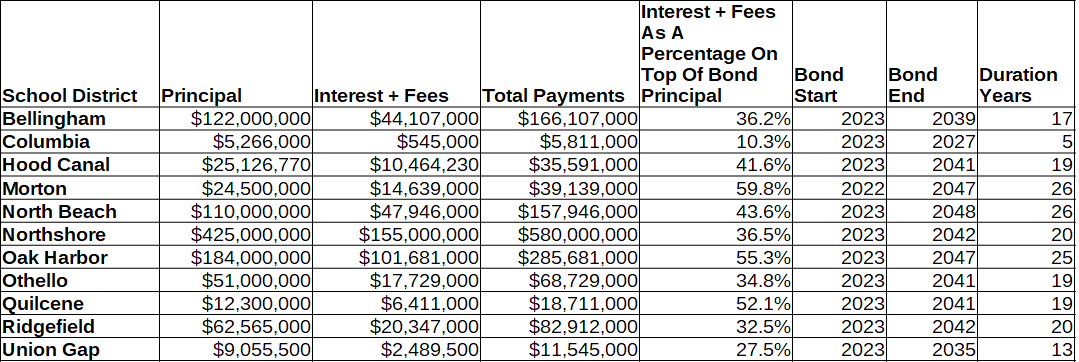 Interest + Fees
As A
Percentage On
Top Of Bond Bond Bond Duration
School District Principal Interest + Fees Total Payments Principal Start End Years
Bellingham $122,000,000 $44,107,000 $166,107,000 36.2% 2023 2039 17
Columbia $5,266,000 $545,000 $5,811,000 10.3% 2023 2027 5
Hood Canal $25,126,770 $10,464,230 $35,591,000 41.6% 2023 2041 19
Morton $24,500,000 $14,639,000 $39,139,000 59.8% 2022 2047 26
North Beach $110,000,000 $47,946,000 $157,946,000 43.6% 2023 2048 26
Northshore $425,000,000 $155,000,000 $580,000,000 36.5% 2023 2042 20
Oak Harbor $184,000,000 $101,681,000 $285,681,000 55.3% 2023 2047 25
Othello $51,000,000 $17,729,000 $68,729,000 34.8% 2023 2041 19
Quilcene $12,300,000 $6,411,000 $18,711,000 52.1% 2023 2041 19
Ridgefield $62,565,000 $20,347,000 $82,912,000 32.5% 2023 2042 20
Union Gap $9,055,500 $2,489,500 $11,545,000 27.5% 2023 2035 13